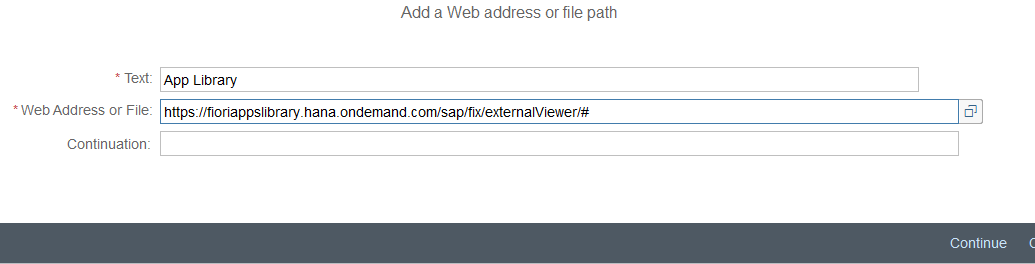 Add a Web address or file path
* Text: App Library
* Web Address or File: https://fioriappslibrary.hana.ondemand.com/sap/fix/externalViewer/#
Continuation:
Continue